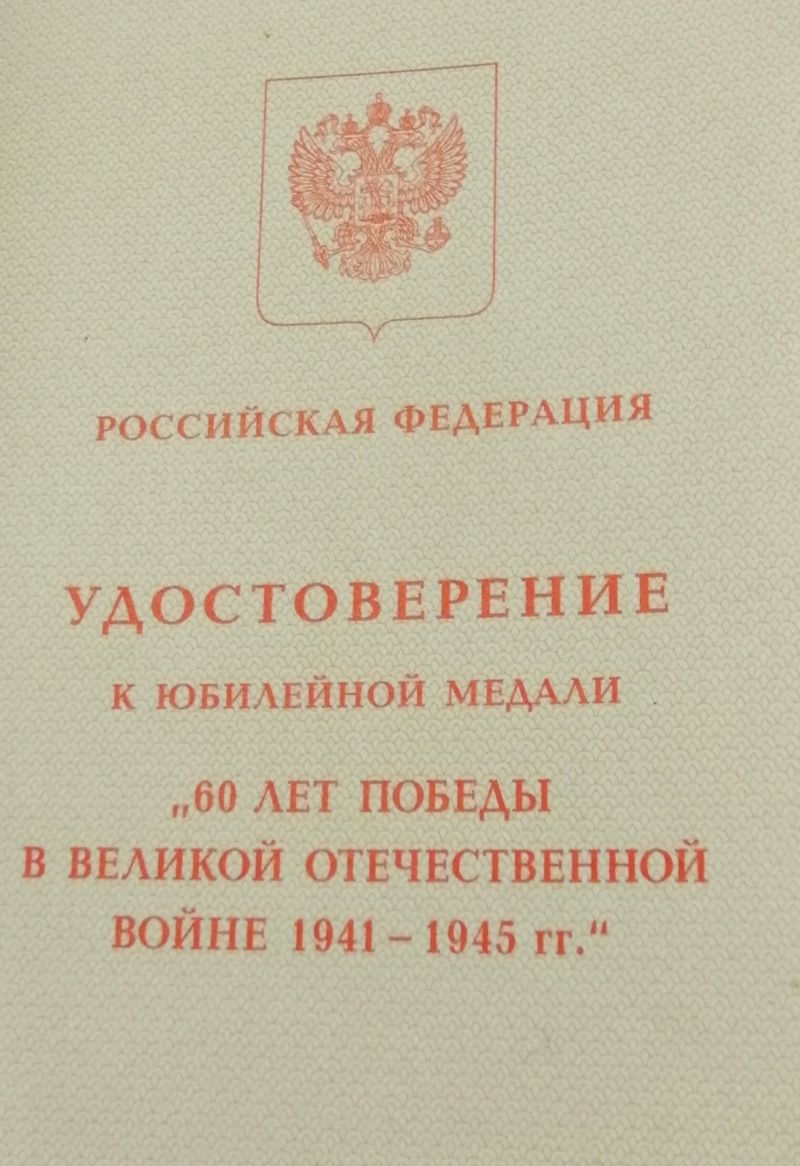 РОССИЙСКАЯ ФЕДЕРАЦИЯ
УДОСТОВЕРЕНИЕ
К ЮБИЛЕЙНОЙ МЕДАЛИ
„60 ЛЕТ ПОБЕДЫ
В ВЕЛИКОЙ ОТЕЧЕСТВЕННОЙ
ВОЙНЕ 1941 – 1945 гг.“